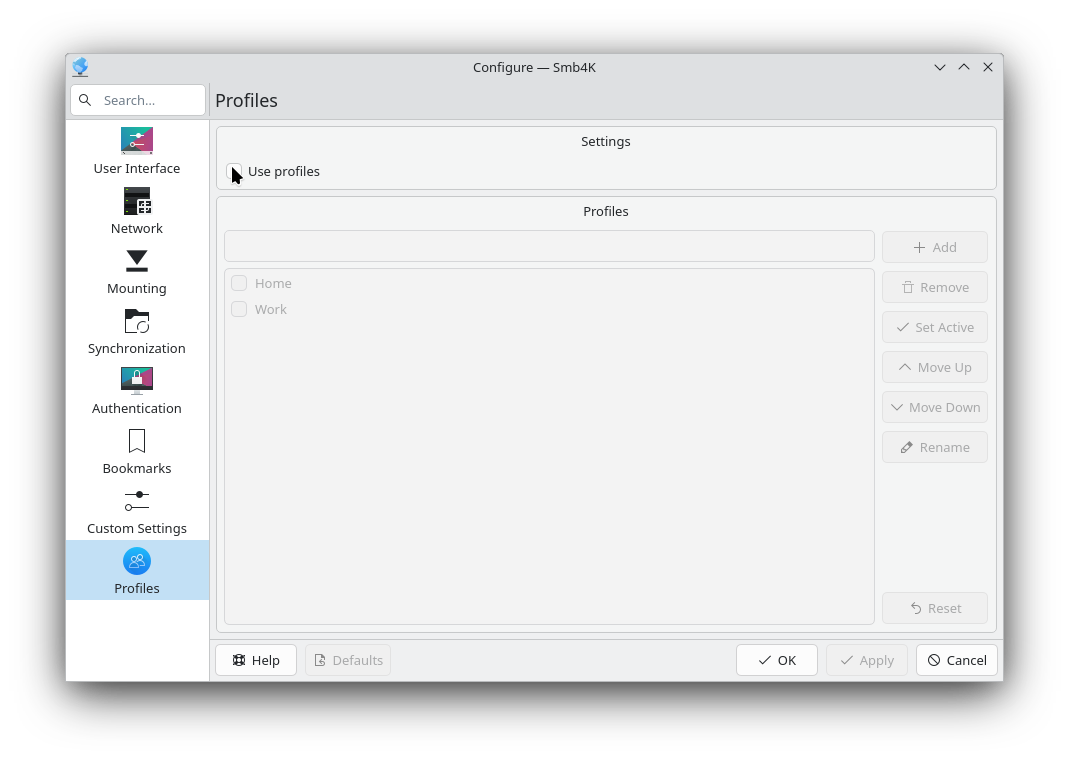 Configure — Smb4K
Search...
Profiles
User Interface
Network
Mounting
Synchronization
Authentication
Bookmarks
Custom Settings
Profiles
Settings
Use profiles
Profiles
Add
Home
Work
Remove
Set Active
Move Up
Move Down
Rename
Reset
Help
Defaults
OK
Apply
Cancel